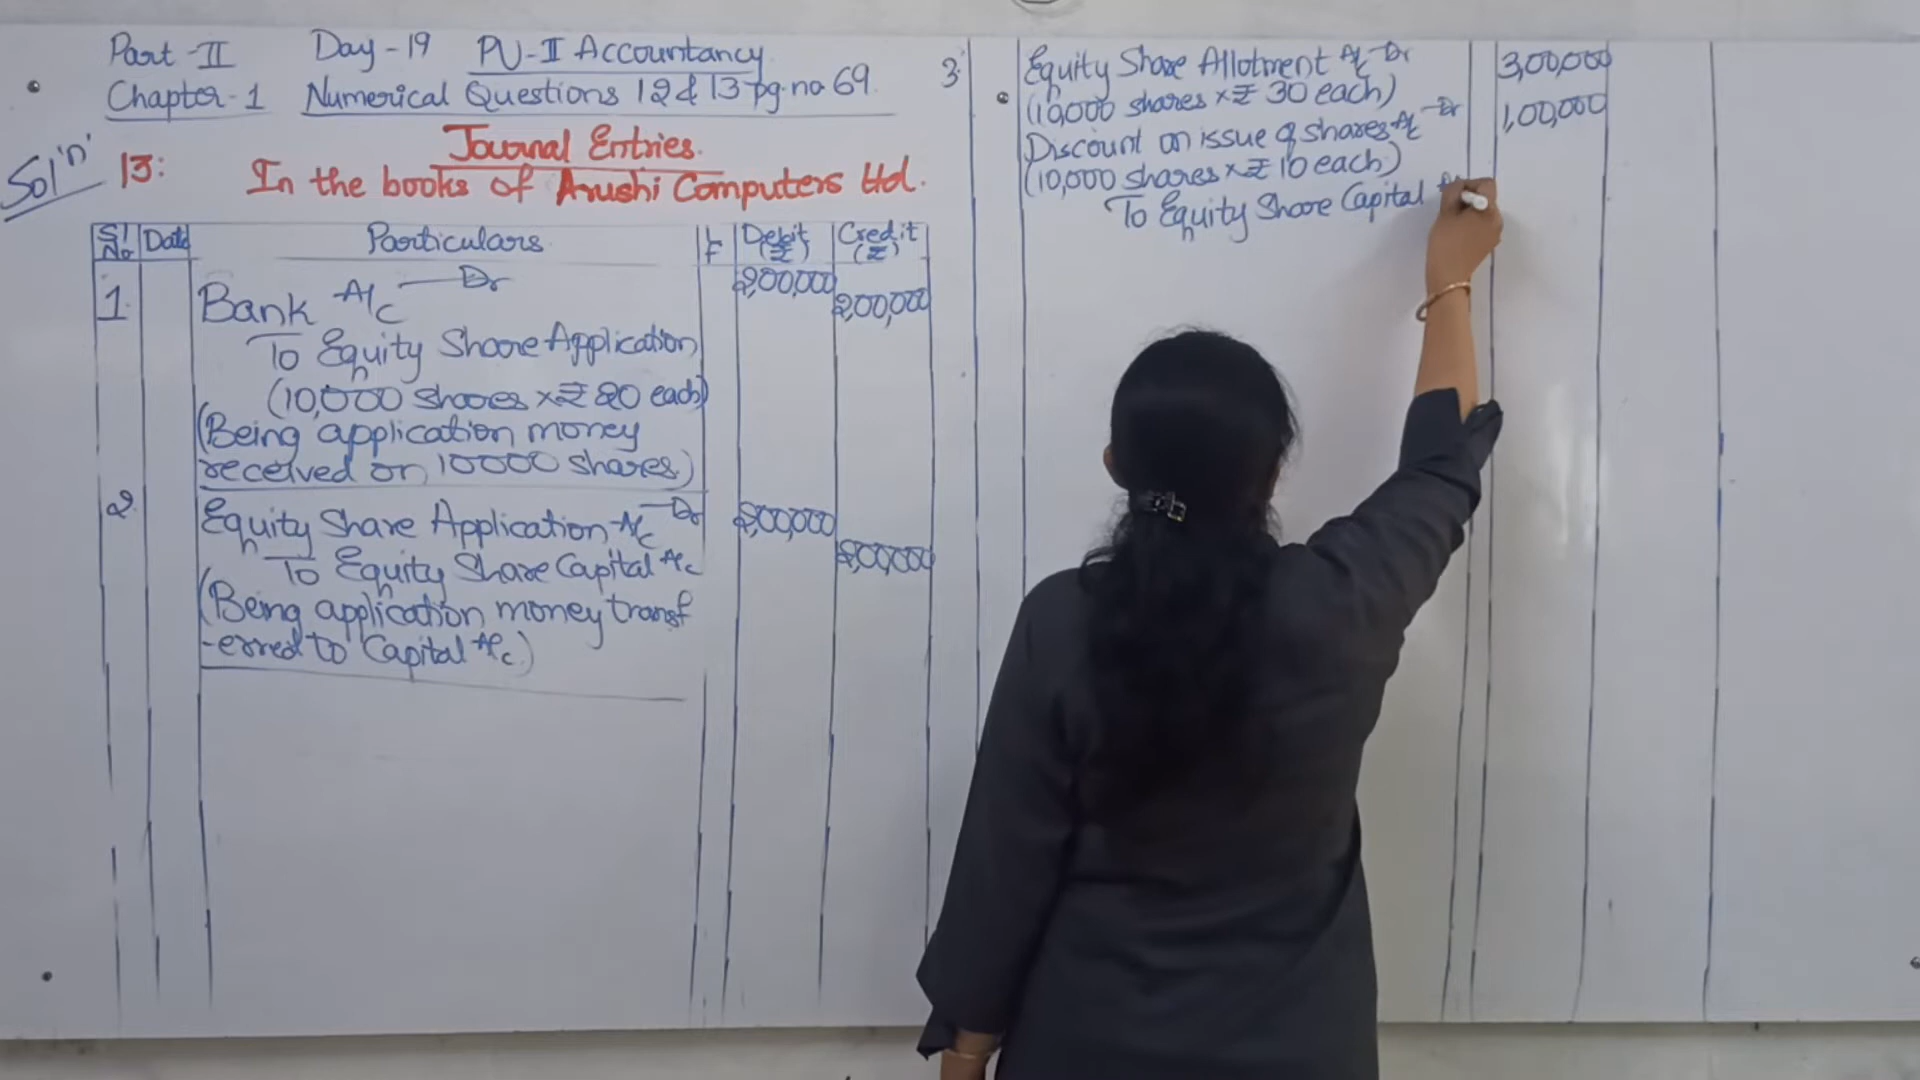 Part-II Day-19 PU-II Accountancy
Chapter-1 Numerical Questions 12 & 13 pg.no 69.
Sol'n' 13: Journal Entries.
In the books of Arushi Computers Ltd.
Sl No Date Particulars LF Debit (₹) Credit (₹)
1. Bank A/c Dr 2,00,000
To Equity Share Application 2,00,000
(10,000 shares × ₹ 20 each)
(Being application money
received on 10000 shares.)
2. Equity Share Application A/c Dr 2,00,000
To Equity Share Capital A/c 2,00,000
(Being application money transf
-erred to Capital A/c.)
3. Equity Share Allotment A/c Dr 3,00,000
(10,000 shares × ₹ 30 each)
Discount on issue of shares A/c Dr 1,00,000
(10,000 shares × ₹ 10 each)
To Equity Share Capital